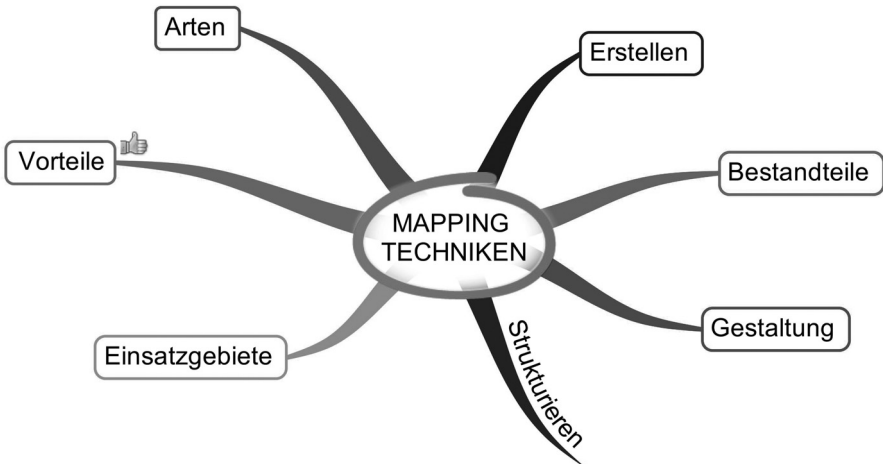 Arten
Erstellen
Vorteile
Bestandteile
MAPPING
TECHNIKEN
Gestaltung
Einsatzgebiete
Strukturieren